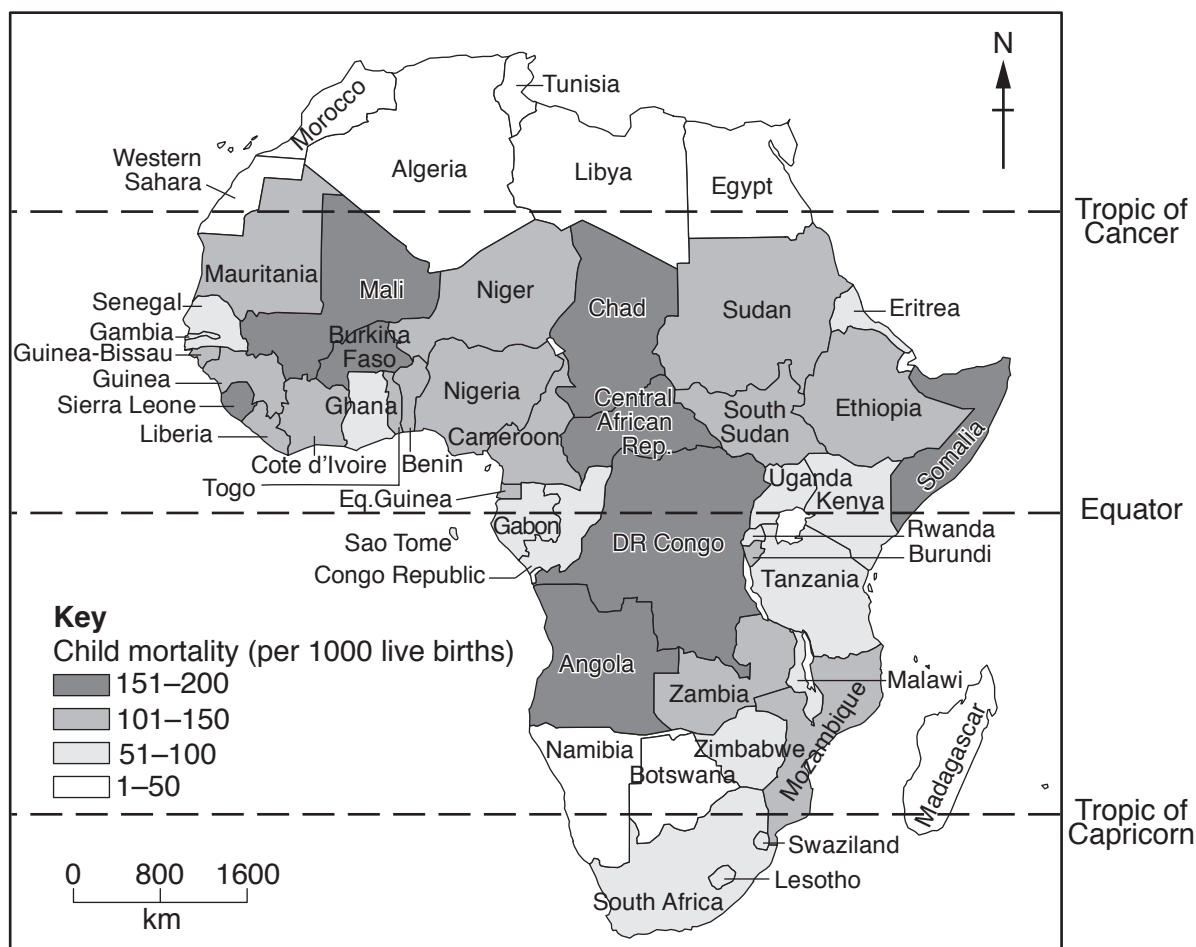 N
Tunisia
Morocco
Western
Sahara
Algeria
Libya
Egypt
Tropic of
Cancer
Mauritania
Mali
Niger
Chad
Sudan
Eritrea
Senegal
Gambia
Guinea-Bissau
Guinea
Sierra Leone
Liberia
Burkina
Faso
Ghana
Nigeria
Central
African
Rep.
South
Sudan
Ethiopia
Somalia
Cameroon
Cote d’Ivoire
Benin
Togo
Eq.Guinea
Uganda
Kenya
Equator
Gabon
Sao Tome
Congo Republic
DR Congo
Rwanda
Burundi
Tanzania
Key
Child mortality (per 1000 live births)
151–200
101–150
51–100
1–50
Angola
Zambia
Malawi
Mozambique
Namibia
Zimbabwe
Botswana
Madagascar
Tropic of
Capricorn
Swaziland
Lesotho
South Africa
0 800 1600
km